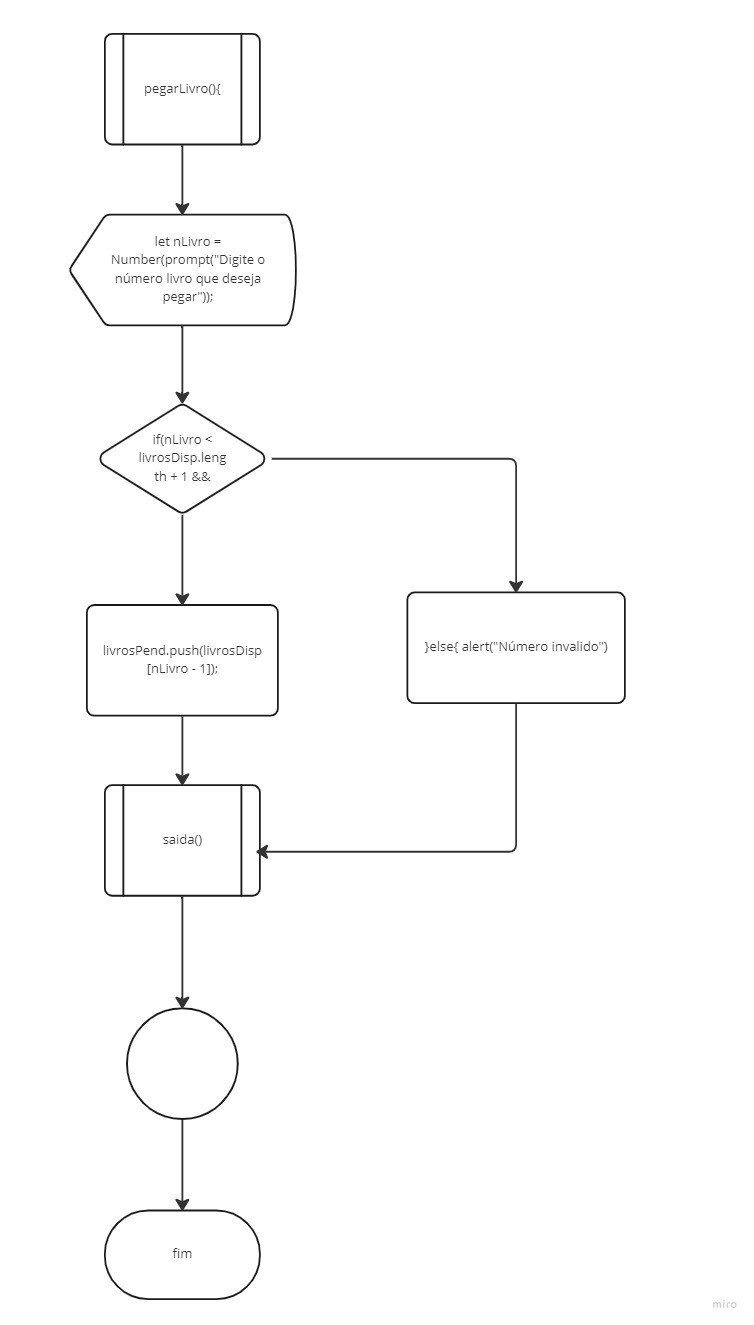 pegarLivro(){
let nLivro =
Number(prompt("Digite o
número livro que deseja
pegar"));
if(nLivro <
livrosDisp.leng
th + 1 &&
livrosPend.push(livrosDisp
[nLivro - 1]);
}else{ alert("Número invalido")
saida()
fim
miro